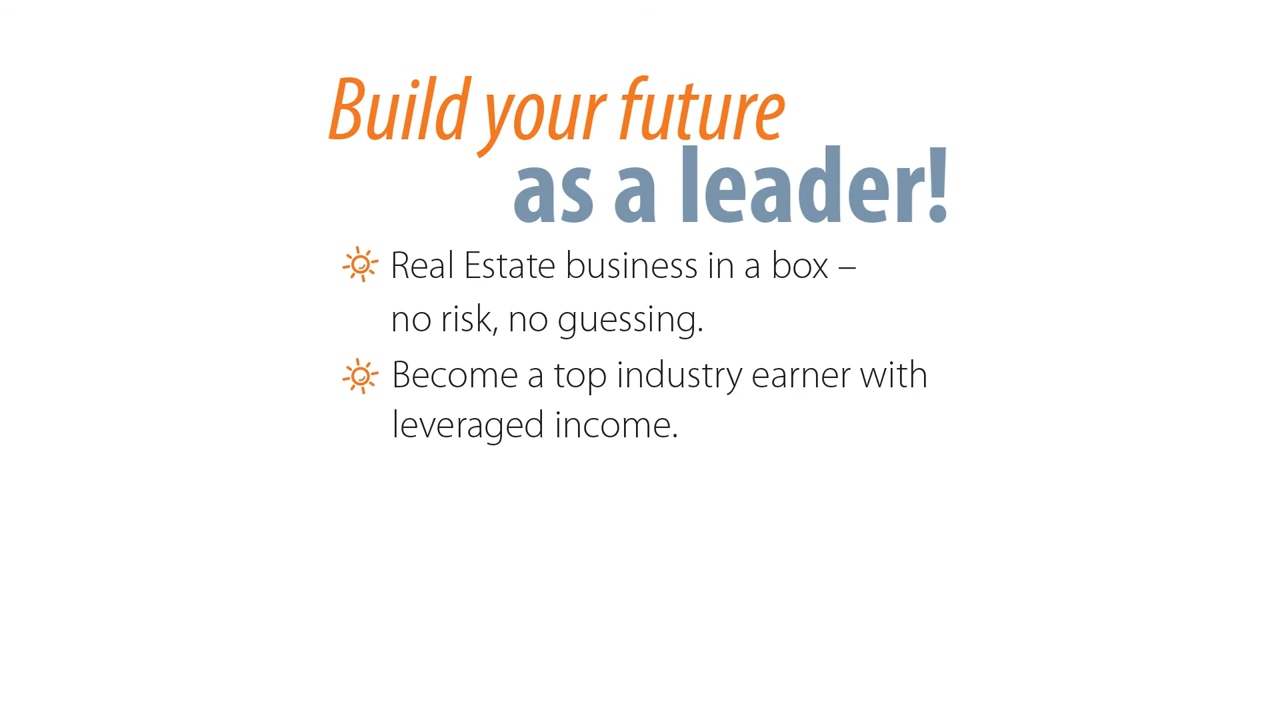 Build your future
as a leader!
Real Estate business in a box –
no risk, no guessing.
Become a top industry earner with
leveraged income.